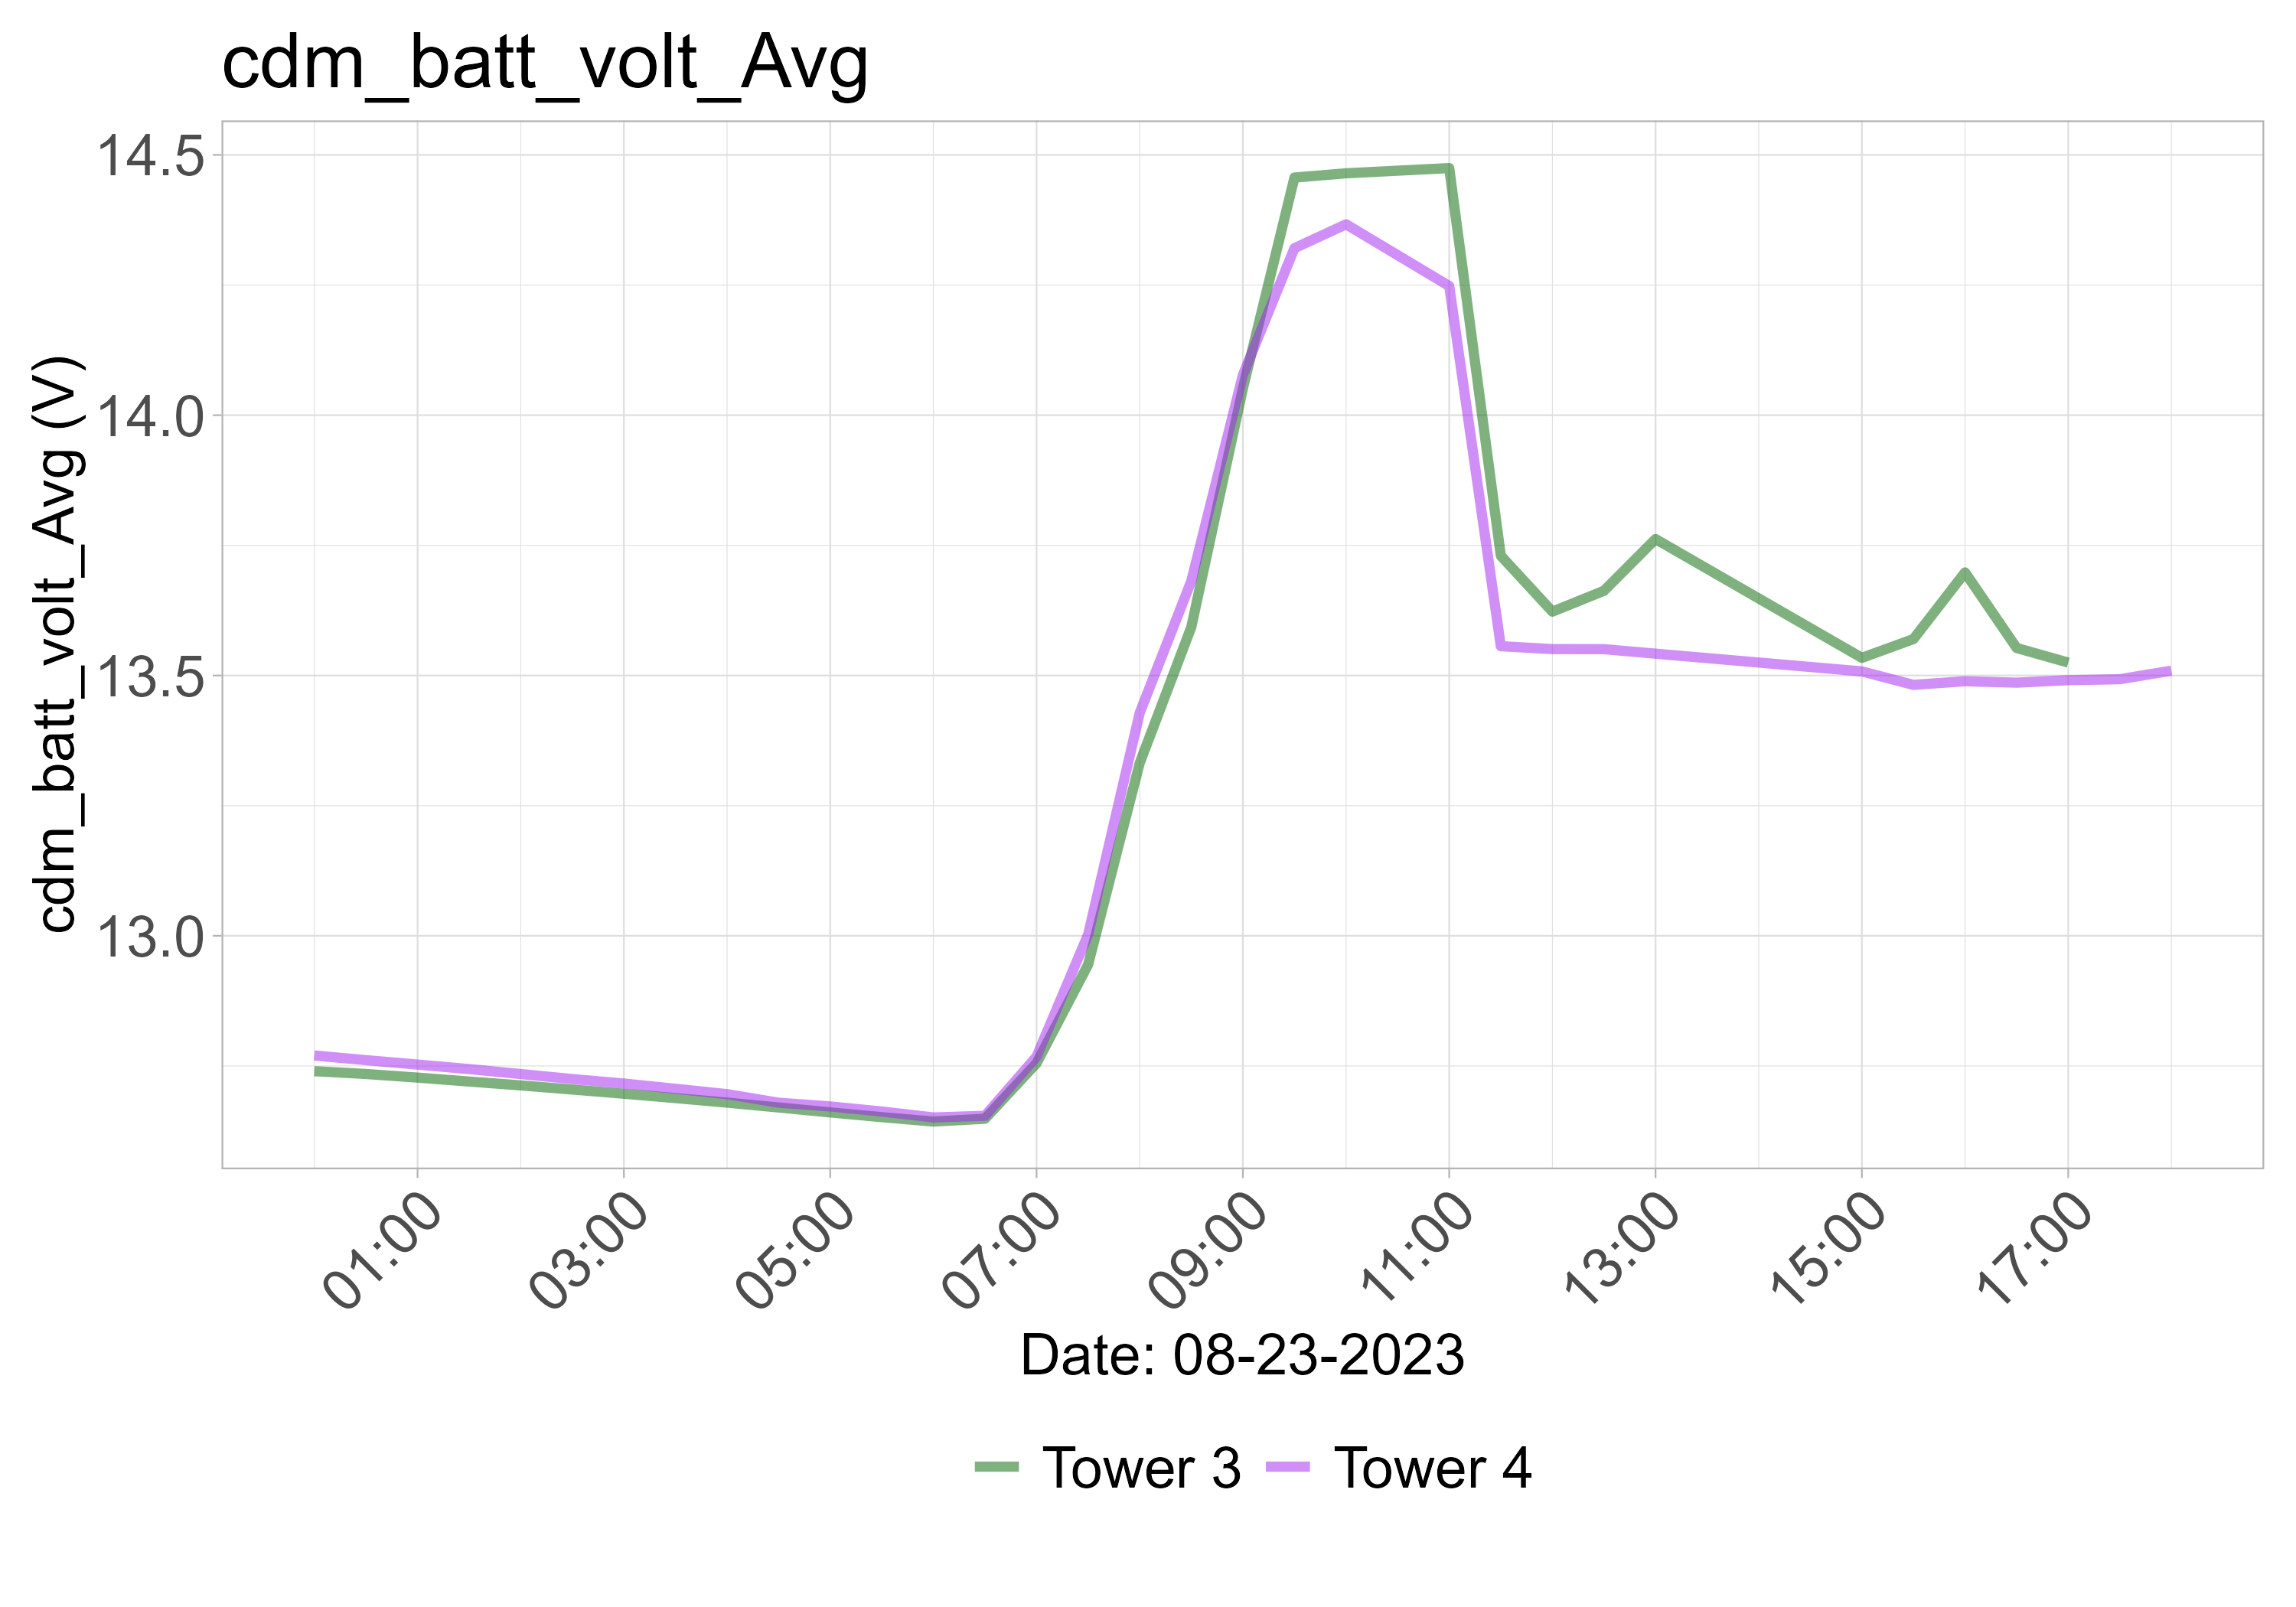 cdm_batt_volt_Avg
cdm_batt_volt_Avg (V)
14.5
14.0
13.5
13.0
01:00 03:00 05:00 07:00 09:00 11:00 13:00 15:00 17:00
Date: 08-23-2023
Tower 3 Tower 4